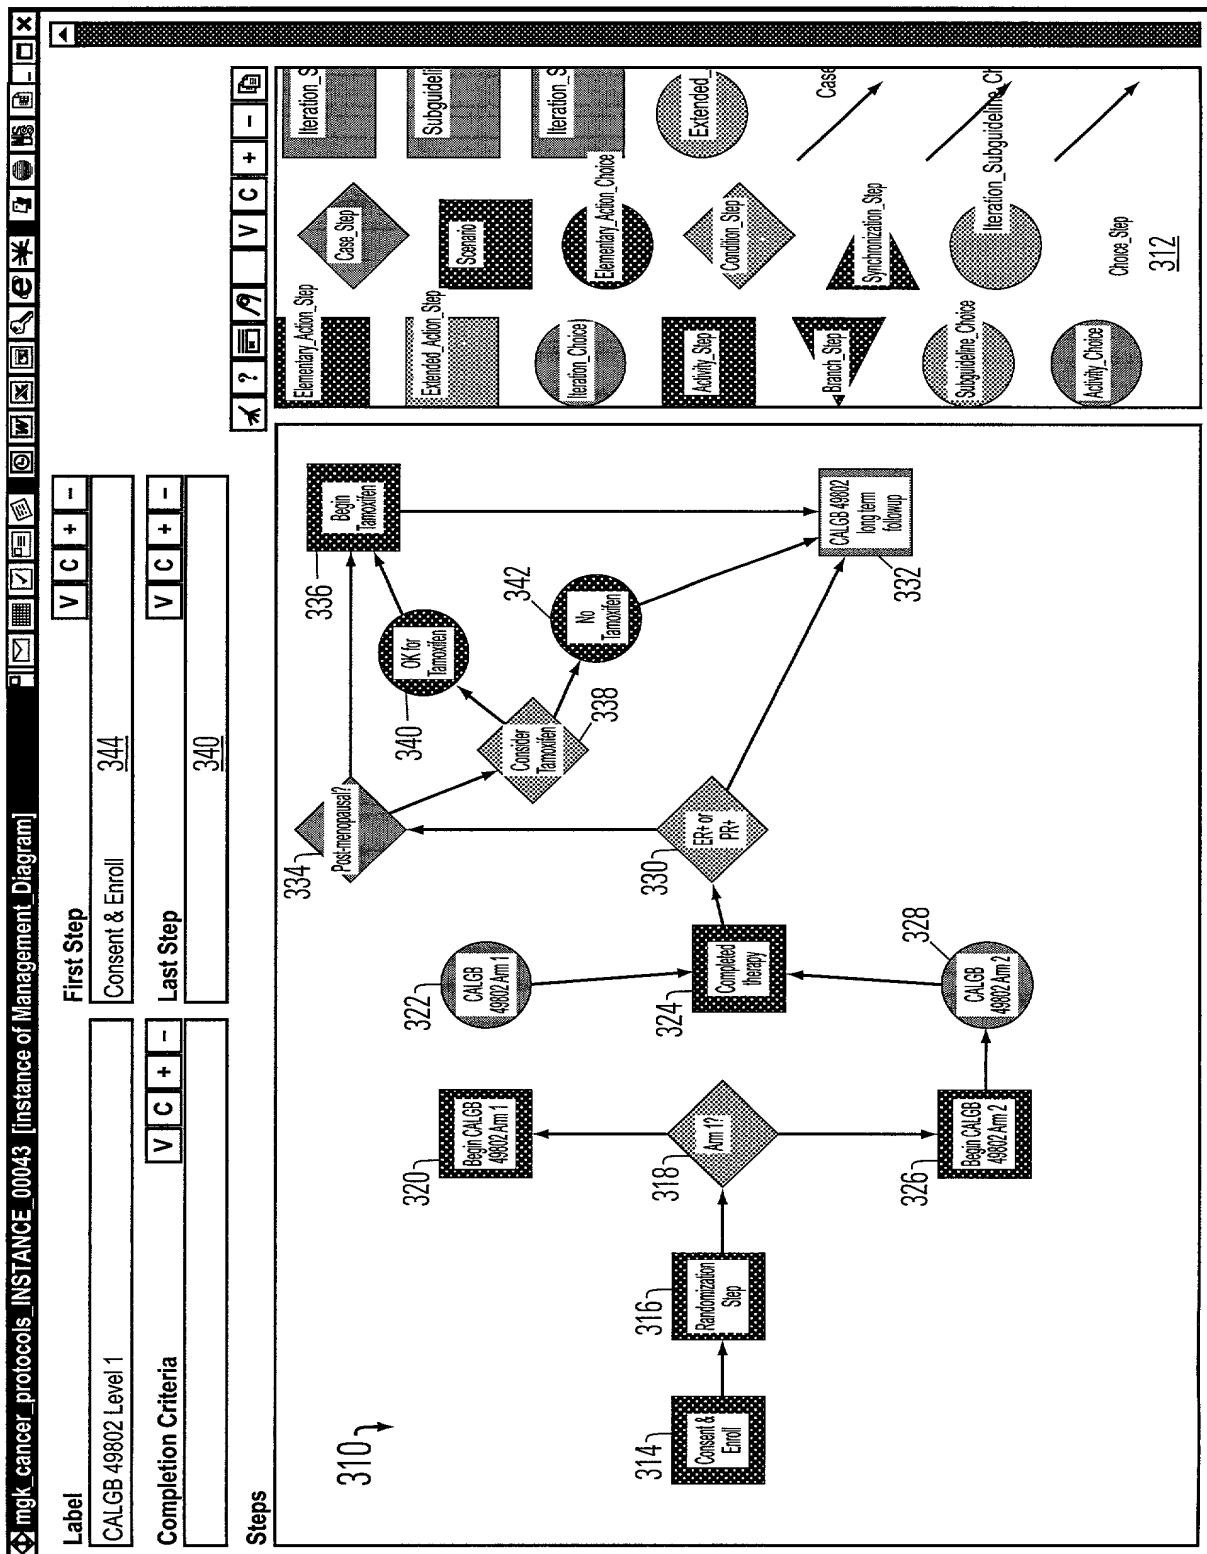 mgk_cancer_protocols_INSTANCE_00043 [instance of Management_Diagram]
Label
CALGB 49802 Level 1
First Step
V C + -
Consent & Enroll
344
Completion Criteria
V C + -
Last Step
V C + -
340
Steps
? V C + -
310
314
Consent &
Enroll
316
Randomization
Step
318
Arm 1?
320
Begin CALGB
49802 Arm 1
322
CALGB
49802 Arm 1
324
Completed
therapy
326
Begin CALGB
49802 Arm 2
328
CALGB
49802 Arm 2
330
ER+ or
PR+
334
Post-menopausal?
338
Consider
Tamoxifen
340
OK for
Tamoxifen
336
Begin
Tamoxifen
342
No
Tamoxifen
332
CALGB 49802
long term
followup
Elementary_Action_Step
Case_Step
Iteration_S
Extended_Action_Step
Scenario
Subguideli
Iteration_Choice
Elementary_Action_Choice
Iteration_S
Activity_Step
Condition_Step
Extended_
Branch_Step
Synchronization_Step
Case
Subguideline_Choice
Iteration_Subguideline_Ch
Activity_Choice
Choice_Step
312